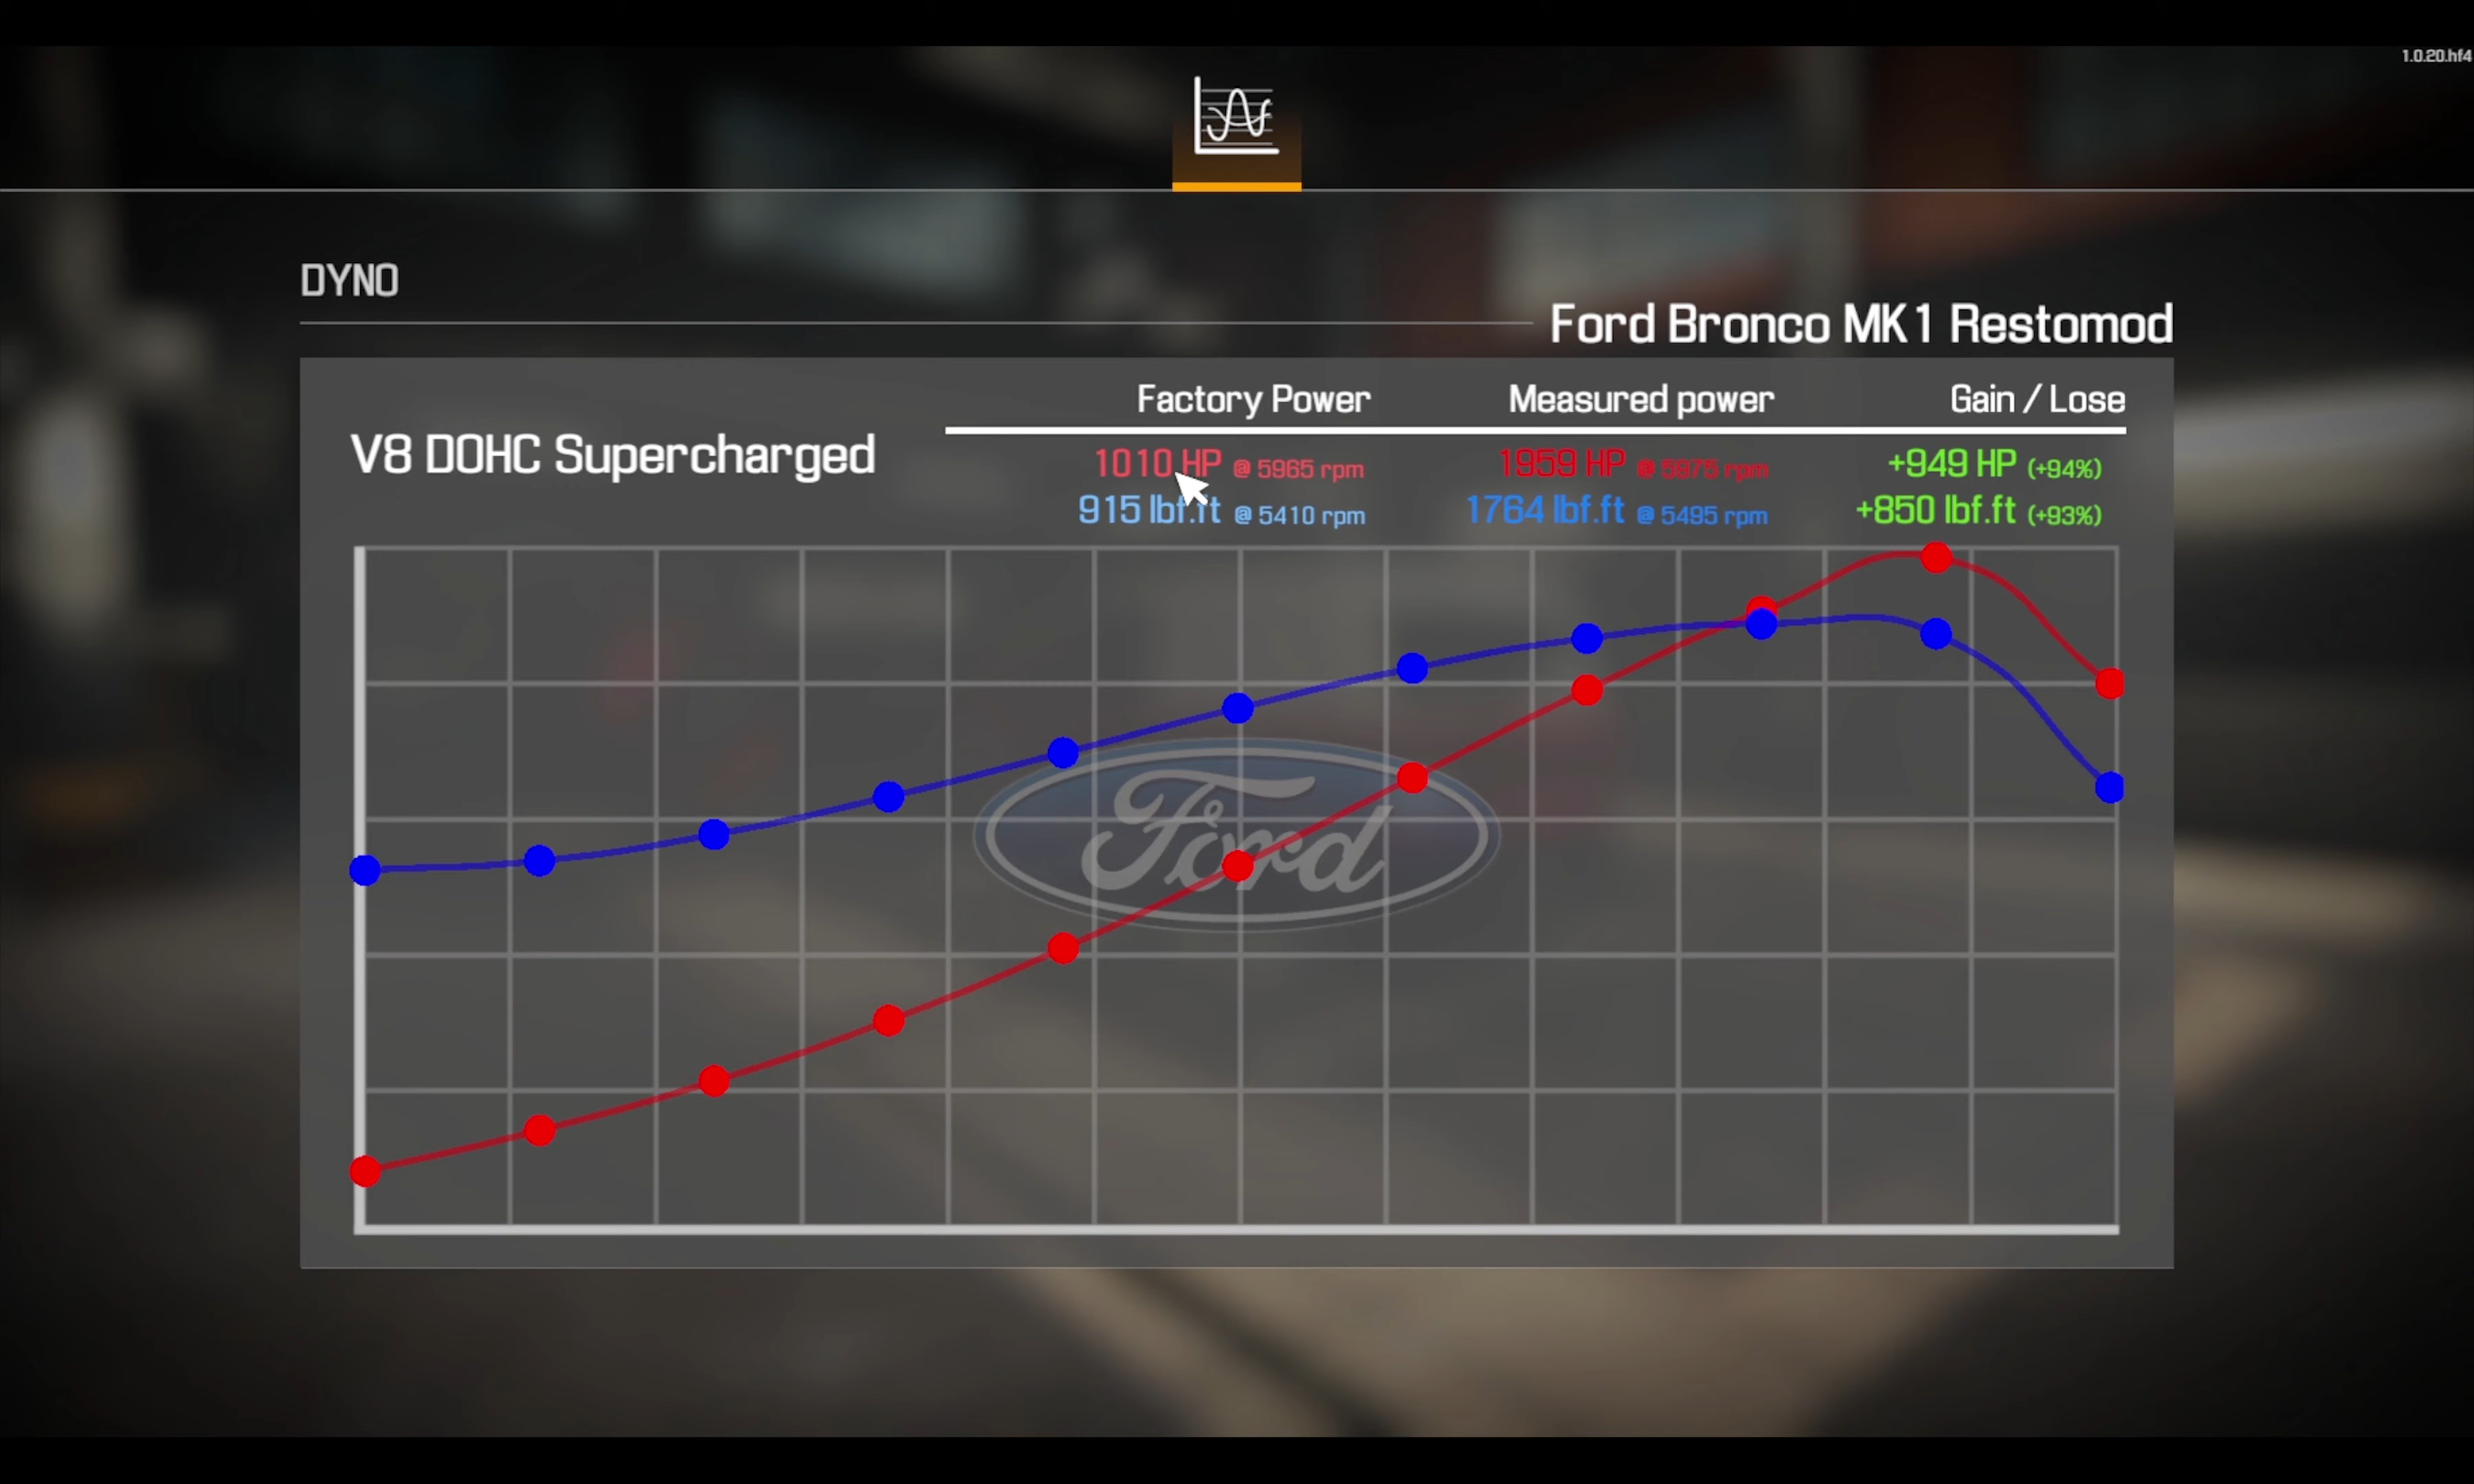 1.0.20.hf4
DYNO
Ford Bronco MK1 Restomod
Factory Power Measured power Gain / Lose
V8 DOHC Supercharged
1010 HP @ 5965 rpm 1959 HP @ 5975 rpm +949 HP (+94%)
915 lbf.ft @ 5410 rpm 1764 lbf.ft @ 5495 rpm +850 lbf.ft (+93%)
Ford